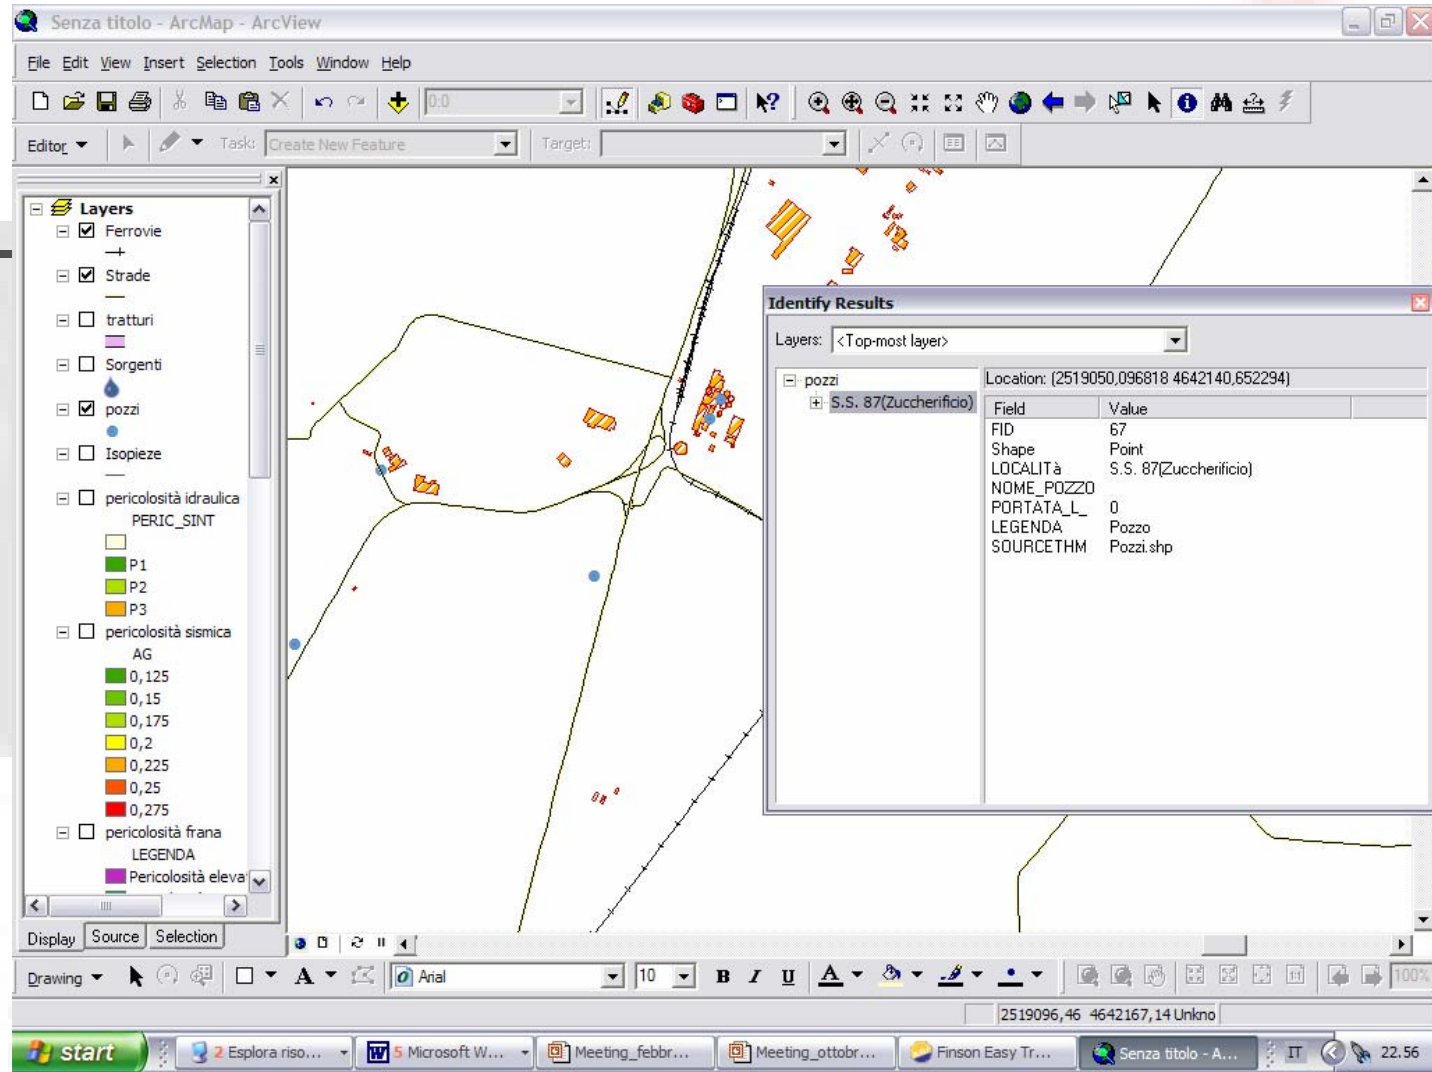 Senza titolo - ArcMap - ArcView
File Edit View Insert Selection Tools Window Help
0:0
Editor Task: Create New Feature Target:
Layers
Ferrovie
Strade
tratturi
Sorgenti
pozzi
Isopieze
pericolosità idraulica
PERIC_SINT
P1
P2
P3
pericolosità sismica
AG
0,125
0,15
0,175
0,2
0,225
0,25
0,275
pericolosità frana
LEGENDA
Pericolosità eleva
Display Source Selection
Identify Results
Layers: <Top-most layer>
pozzi
S.S. 87(Zuccherificio)
Location: (2519050,096818 4642140,652294)
Field Value
FID 67
Shape Point
LOCALITà S.S. 87(Zuccherificio)
NOME_POZZO
PORTATA_L_ 0
LEGENDA Pozzo
SOURCETHM Pozzi.shp
Drawing A Arial 10 B I U A 1:1 100%
2519096,46 4642167,14 Unkno
start 2 Esplora riso... 5 Microsoft W... Meeting_febbr... Meeting_ottobr... Finson Easy Tr... Senza titolo - A... IT 22.56